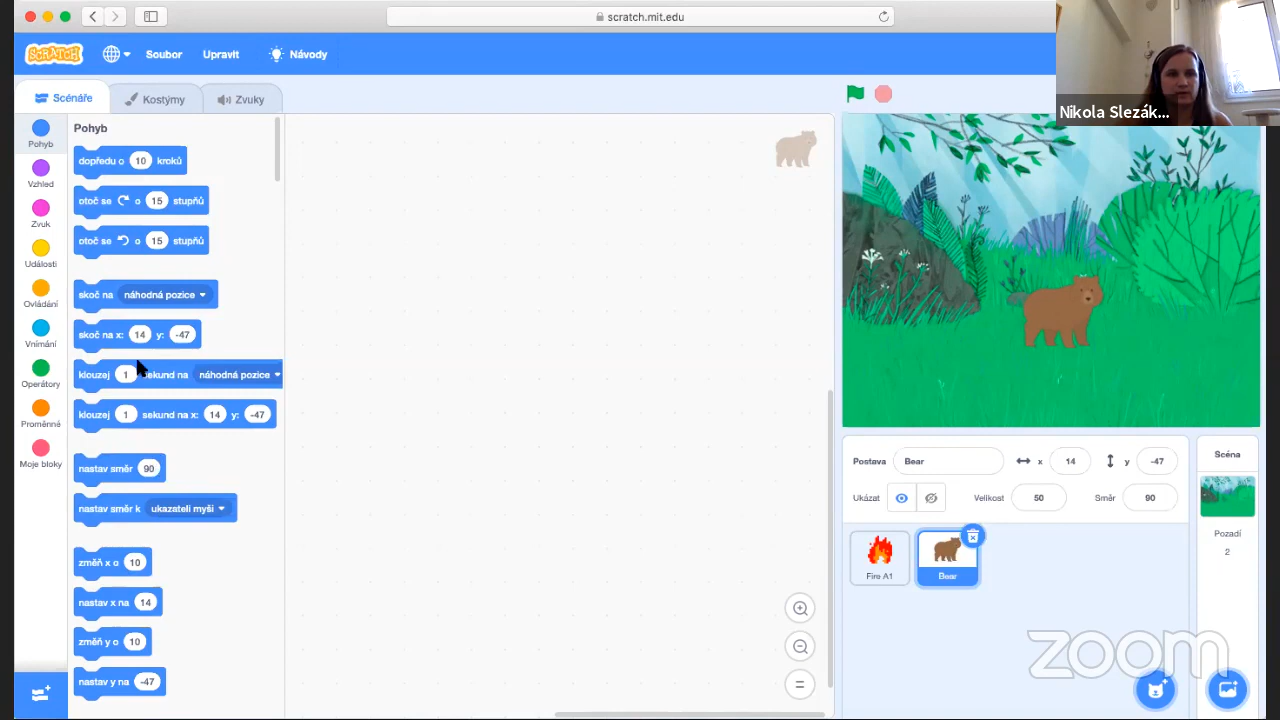 scratch.mit.edu
SCRATCH
Soubor
Upravit
Návody
Nikola Slezák...
Scénáře
Kostýmy
Zvuky
Pohyb
Vzhled
Zvuk
Události
Ovládání
Vnímání
Operátory
Proměnné
Moje bloky
Pohyb
dopředu o 10 kroků
otoč se o 15 stupňů
otoč se o 15 stupňů
skoč na náhodná pozice
skoč na x: 14 y: -47
klouzej 1 sekund na náhodná pozice
klouzej 1 sekund na x: 14 y: -47
nastav směr 90
nastav směr k ukazateli myši
změň x o 10
nastav x na 14
změň y o 10
nastav y na -47
Postava Bear x 14 y -47
Ukázat Velikost 50 Směr 90
Fire A1
Bear
Scéna
Pozadí
2
zoom